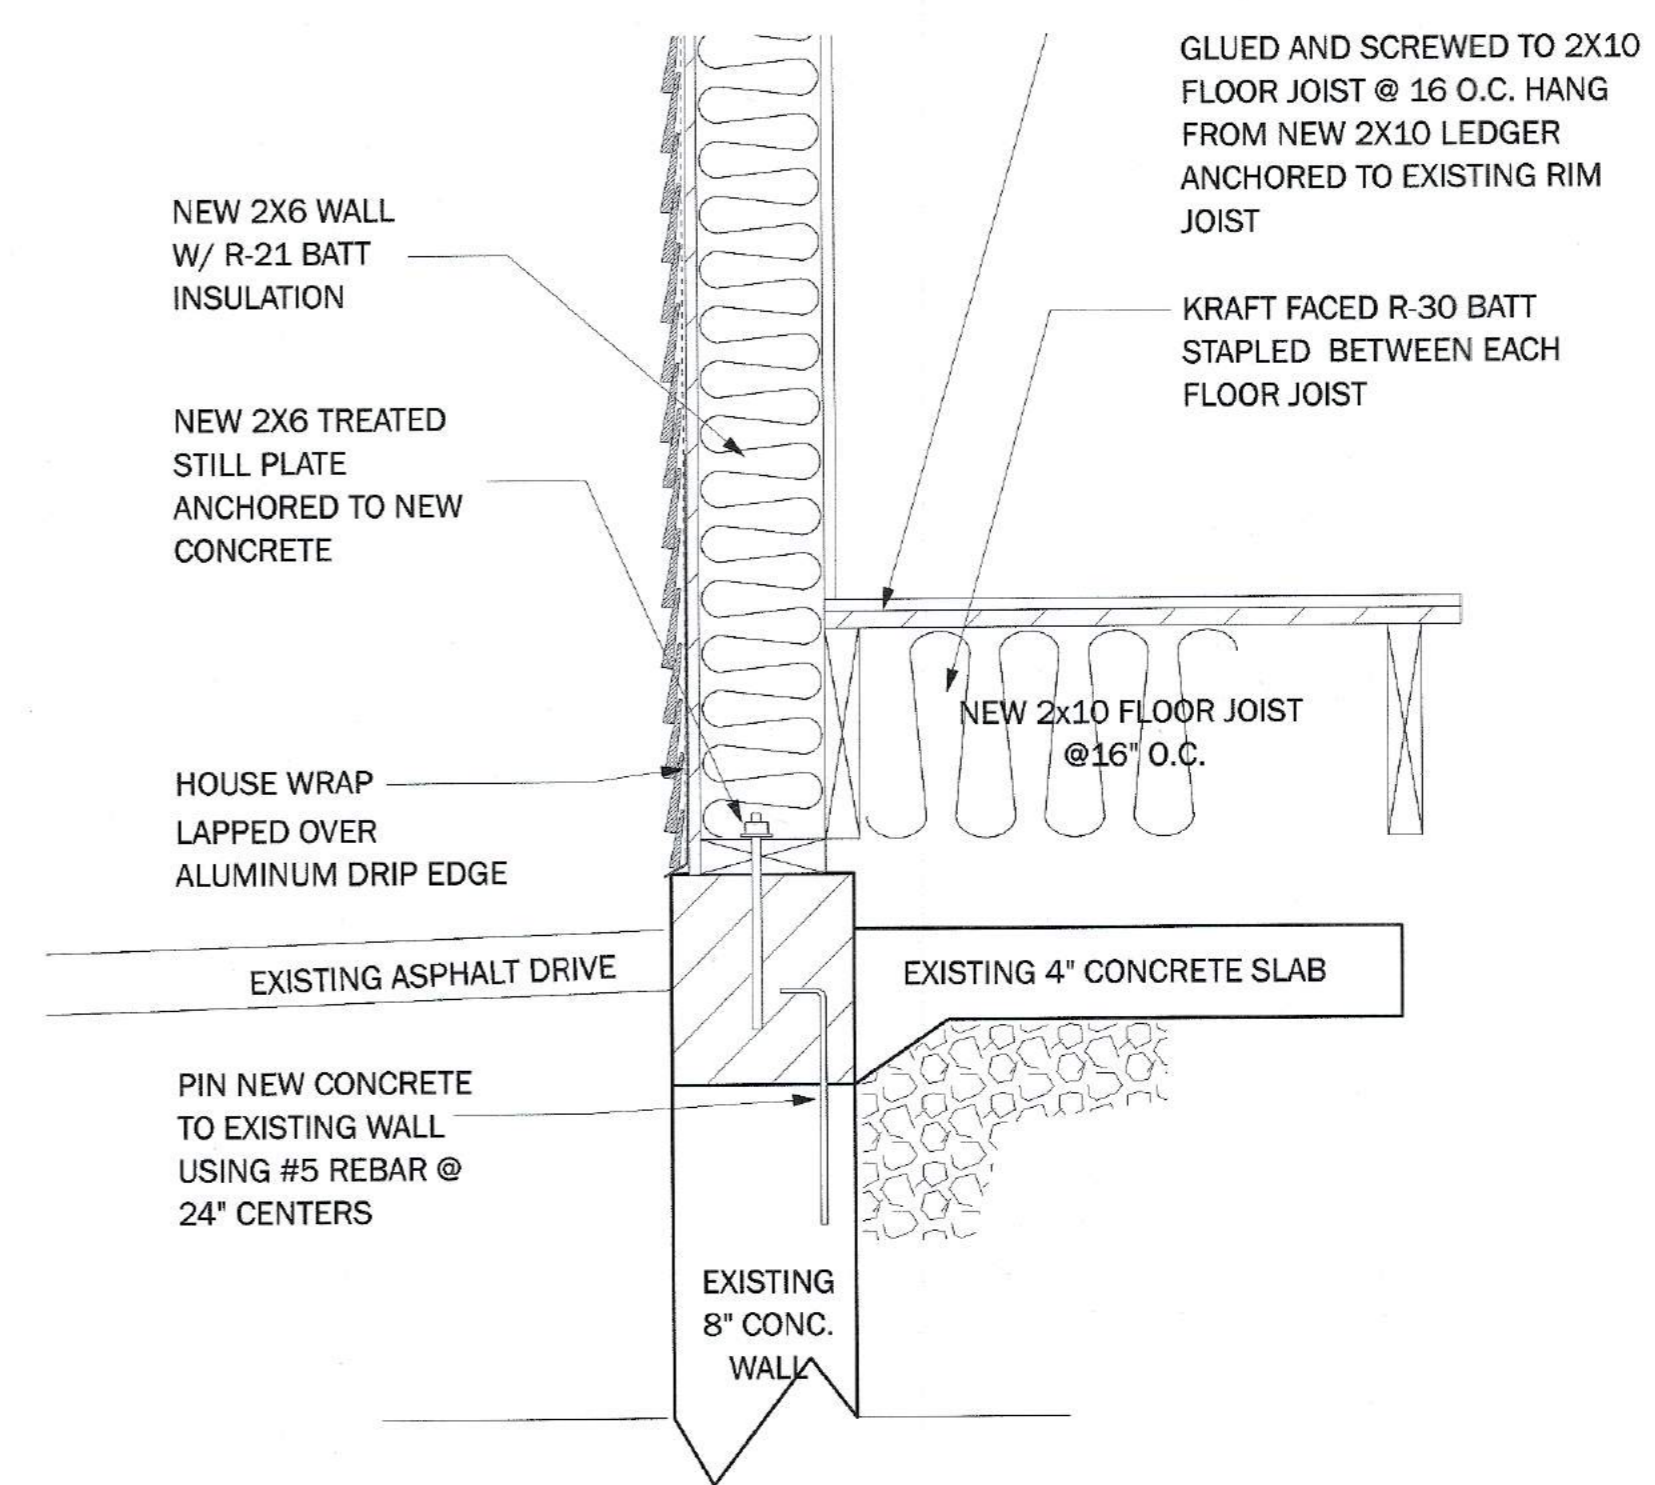 GLUED AND SCREWED TO 2X10
FLOOR JOIST @ 16 O.C. HANG
FROM NEW 2X10 LEDGER
ANCHORED TO EXISTING RIM
JOIST
NEW 2X6 WALL
W/ R-21 BATT
INSULATION
KRAFT FACED R-30 BATT
STAPLED BETWEEN EACH
FLOOR JOIST
NEW 2X6 TREATED
STILL PLATE
ANCHORED TO NEW
CONCRETE
NEW 2x10 FLOOR JOIST
@16" O.C.
HOUSE WRAP
LAPPED OVER
ALUMINUM DRIP EDGE
EXISTING ASPHALT DRIVE
EXISTING 4" CONCRETE SLAB
PIN NEW CONCRETE
TO EXISTING WALL
USING #5 REBAR @
24" CENTERS
EXISTING
8" CONC.
WALL